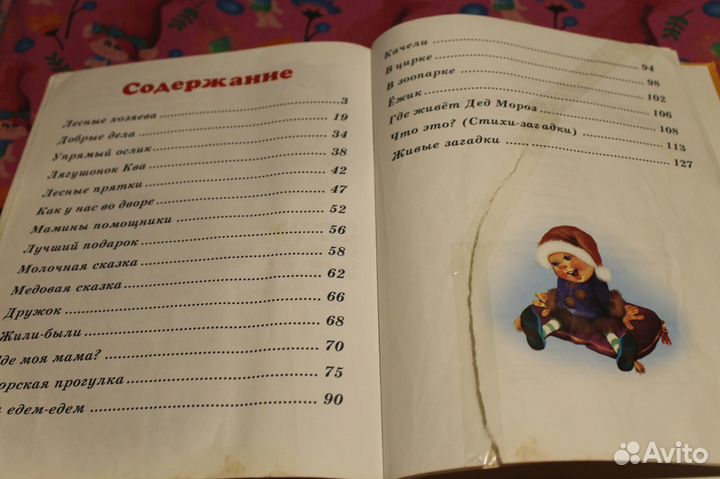 Содержание
Лесные хозяева 3
Добрые дела 19
Упрямый ослик 34
Лягушонок Ква 38
Лесные прятки 42
Как у нас во дворе 47
Мамины помощники 52
Лучший подарок 56
Молочная сказка 58
Медовая сказка 62
Дружок 66
Жили-были 68
де моя мама? 70
орская прогулка 75
едем-едем 90
Качели 94
В цирке 98
В зоопарке 102
Ёжик 106
Где живёт Дед Мороз 108
Что это? (Стихи-загадки) 113
Живые загадки 127
Avito